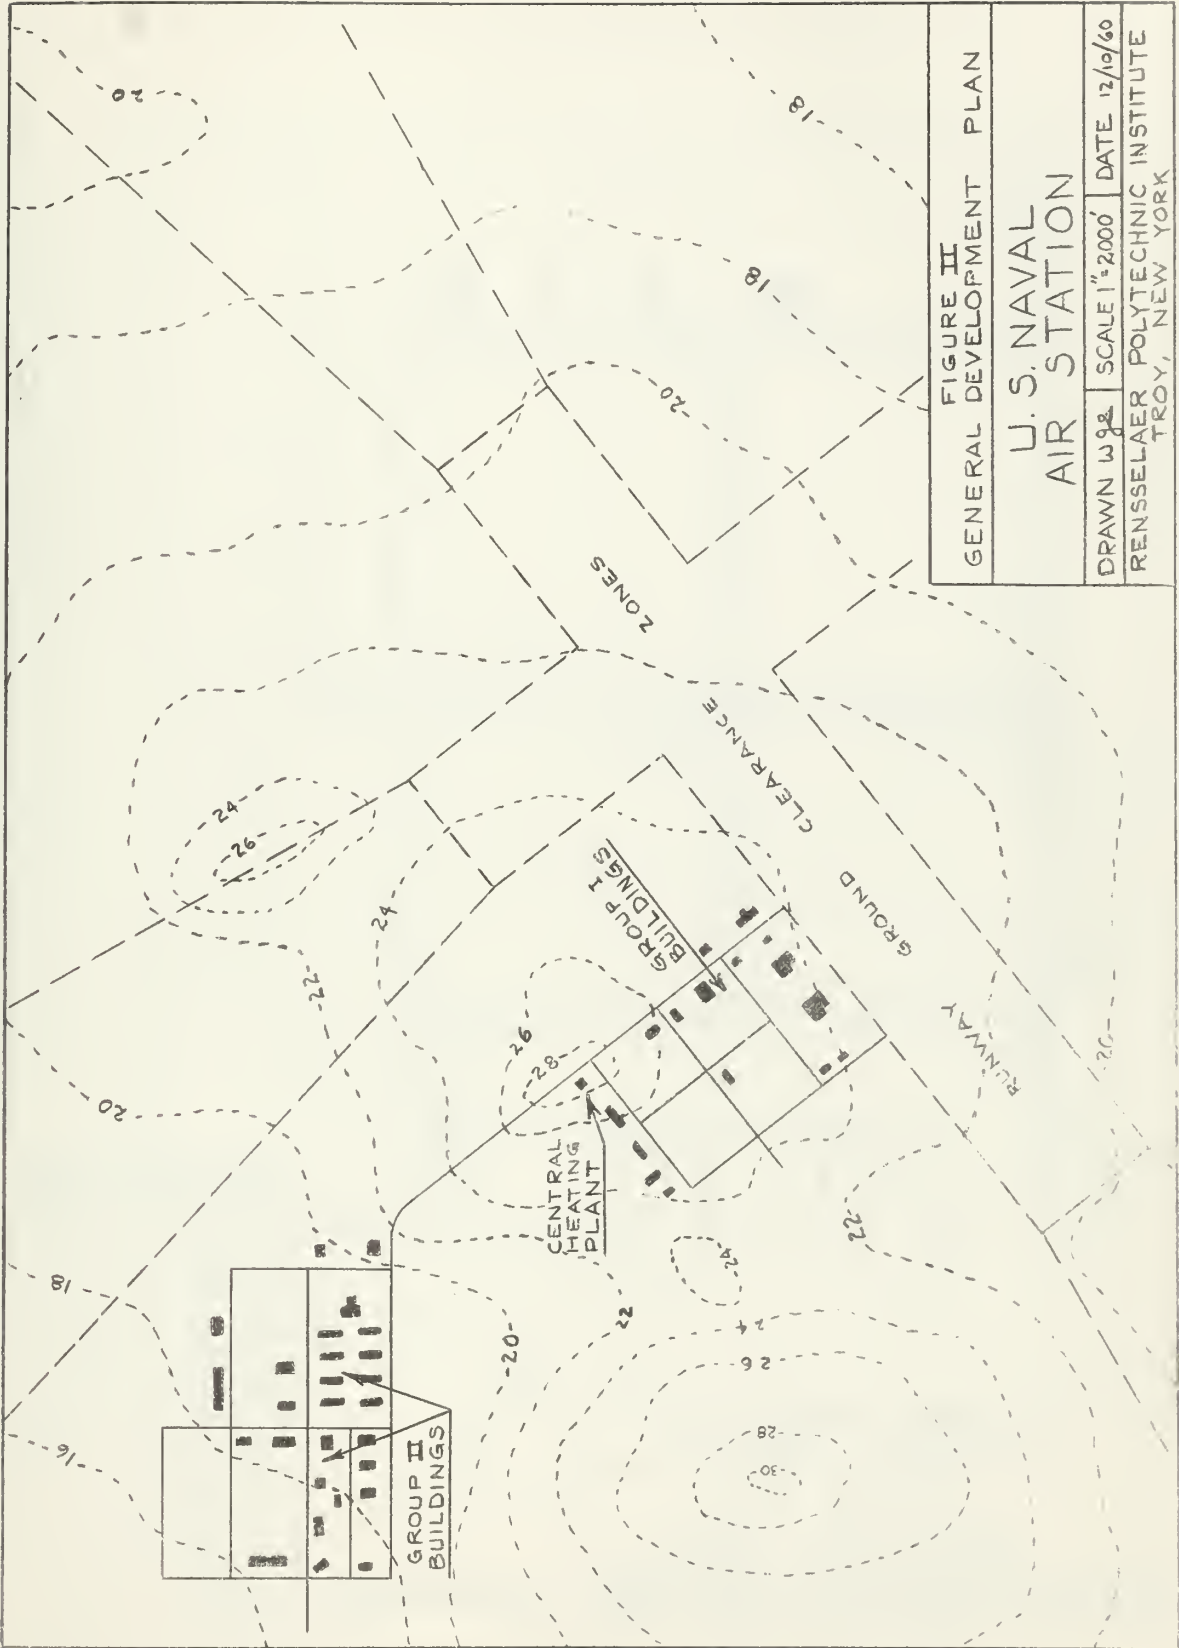 20
18
18
20
ZONES
CLEARANCE
GROUND
RUNWAY
24
-26-
24
22-
20
18
16
26
-28-
GROUP I
BUILDINGS
CENTRAL
HEATING
PLANT
GROUP II
BUILDINGS
-20-
22
24
22-
24
26
-28-
-30-
FIGURE II
GENERAL DEVELOPMENT PLAN
U. S. NAVAL
AIR STATION
DRAWN wge SCALE 1"=2000' DATE 12/10/60
RENSSELAER POLYTECHNIC INSTITUTE
TROY, NEW YORK